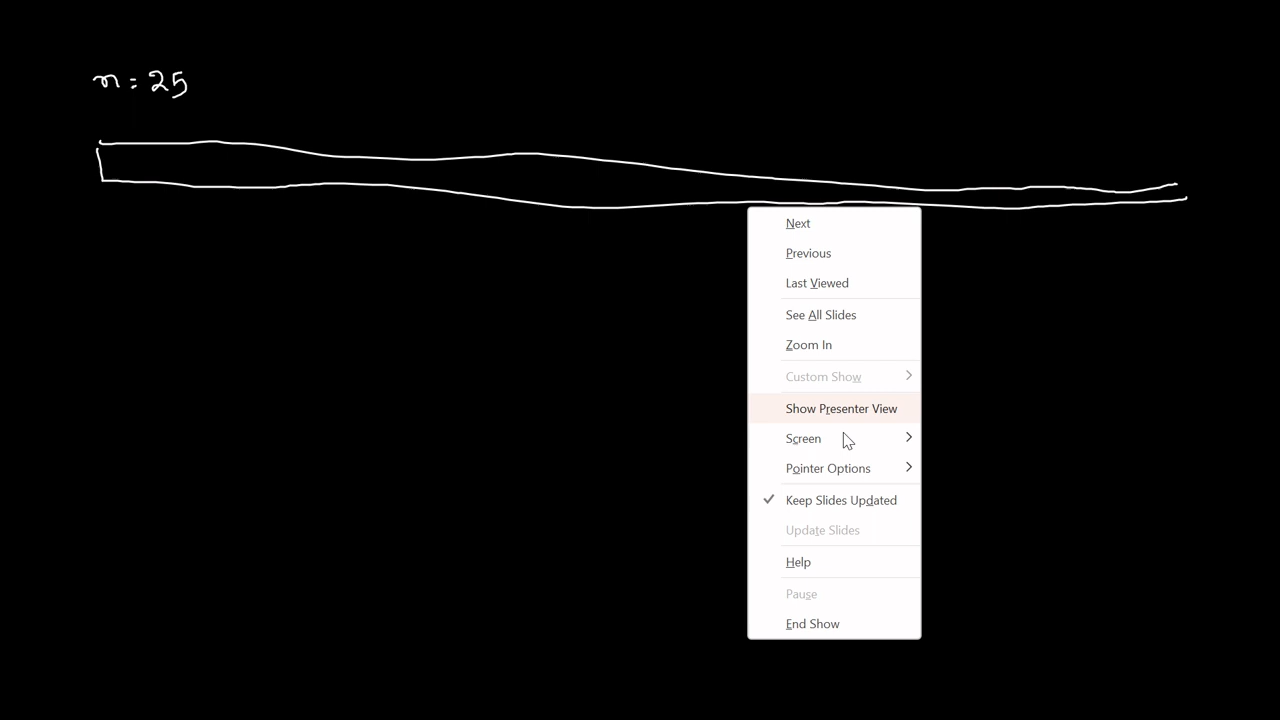 n = 25
Next
Previous
Last Viewed
See All Slides
Zoom In
Custom Show
Show Presenter View
Screen
Pointer Options
Keep Slides Updated
Update Slides
Help
Pause
End Show